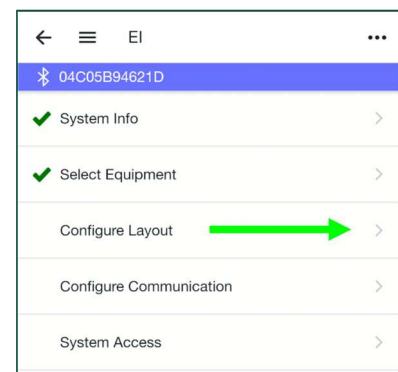 EI
04C05B94621D
System Info
Select Equipment
Configure Layout
Configure Communication
System Access